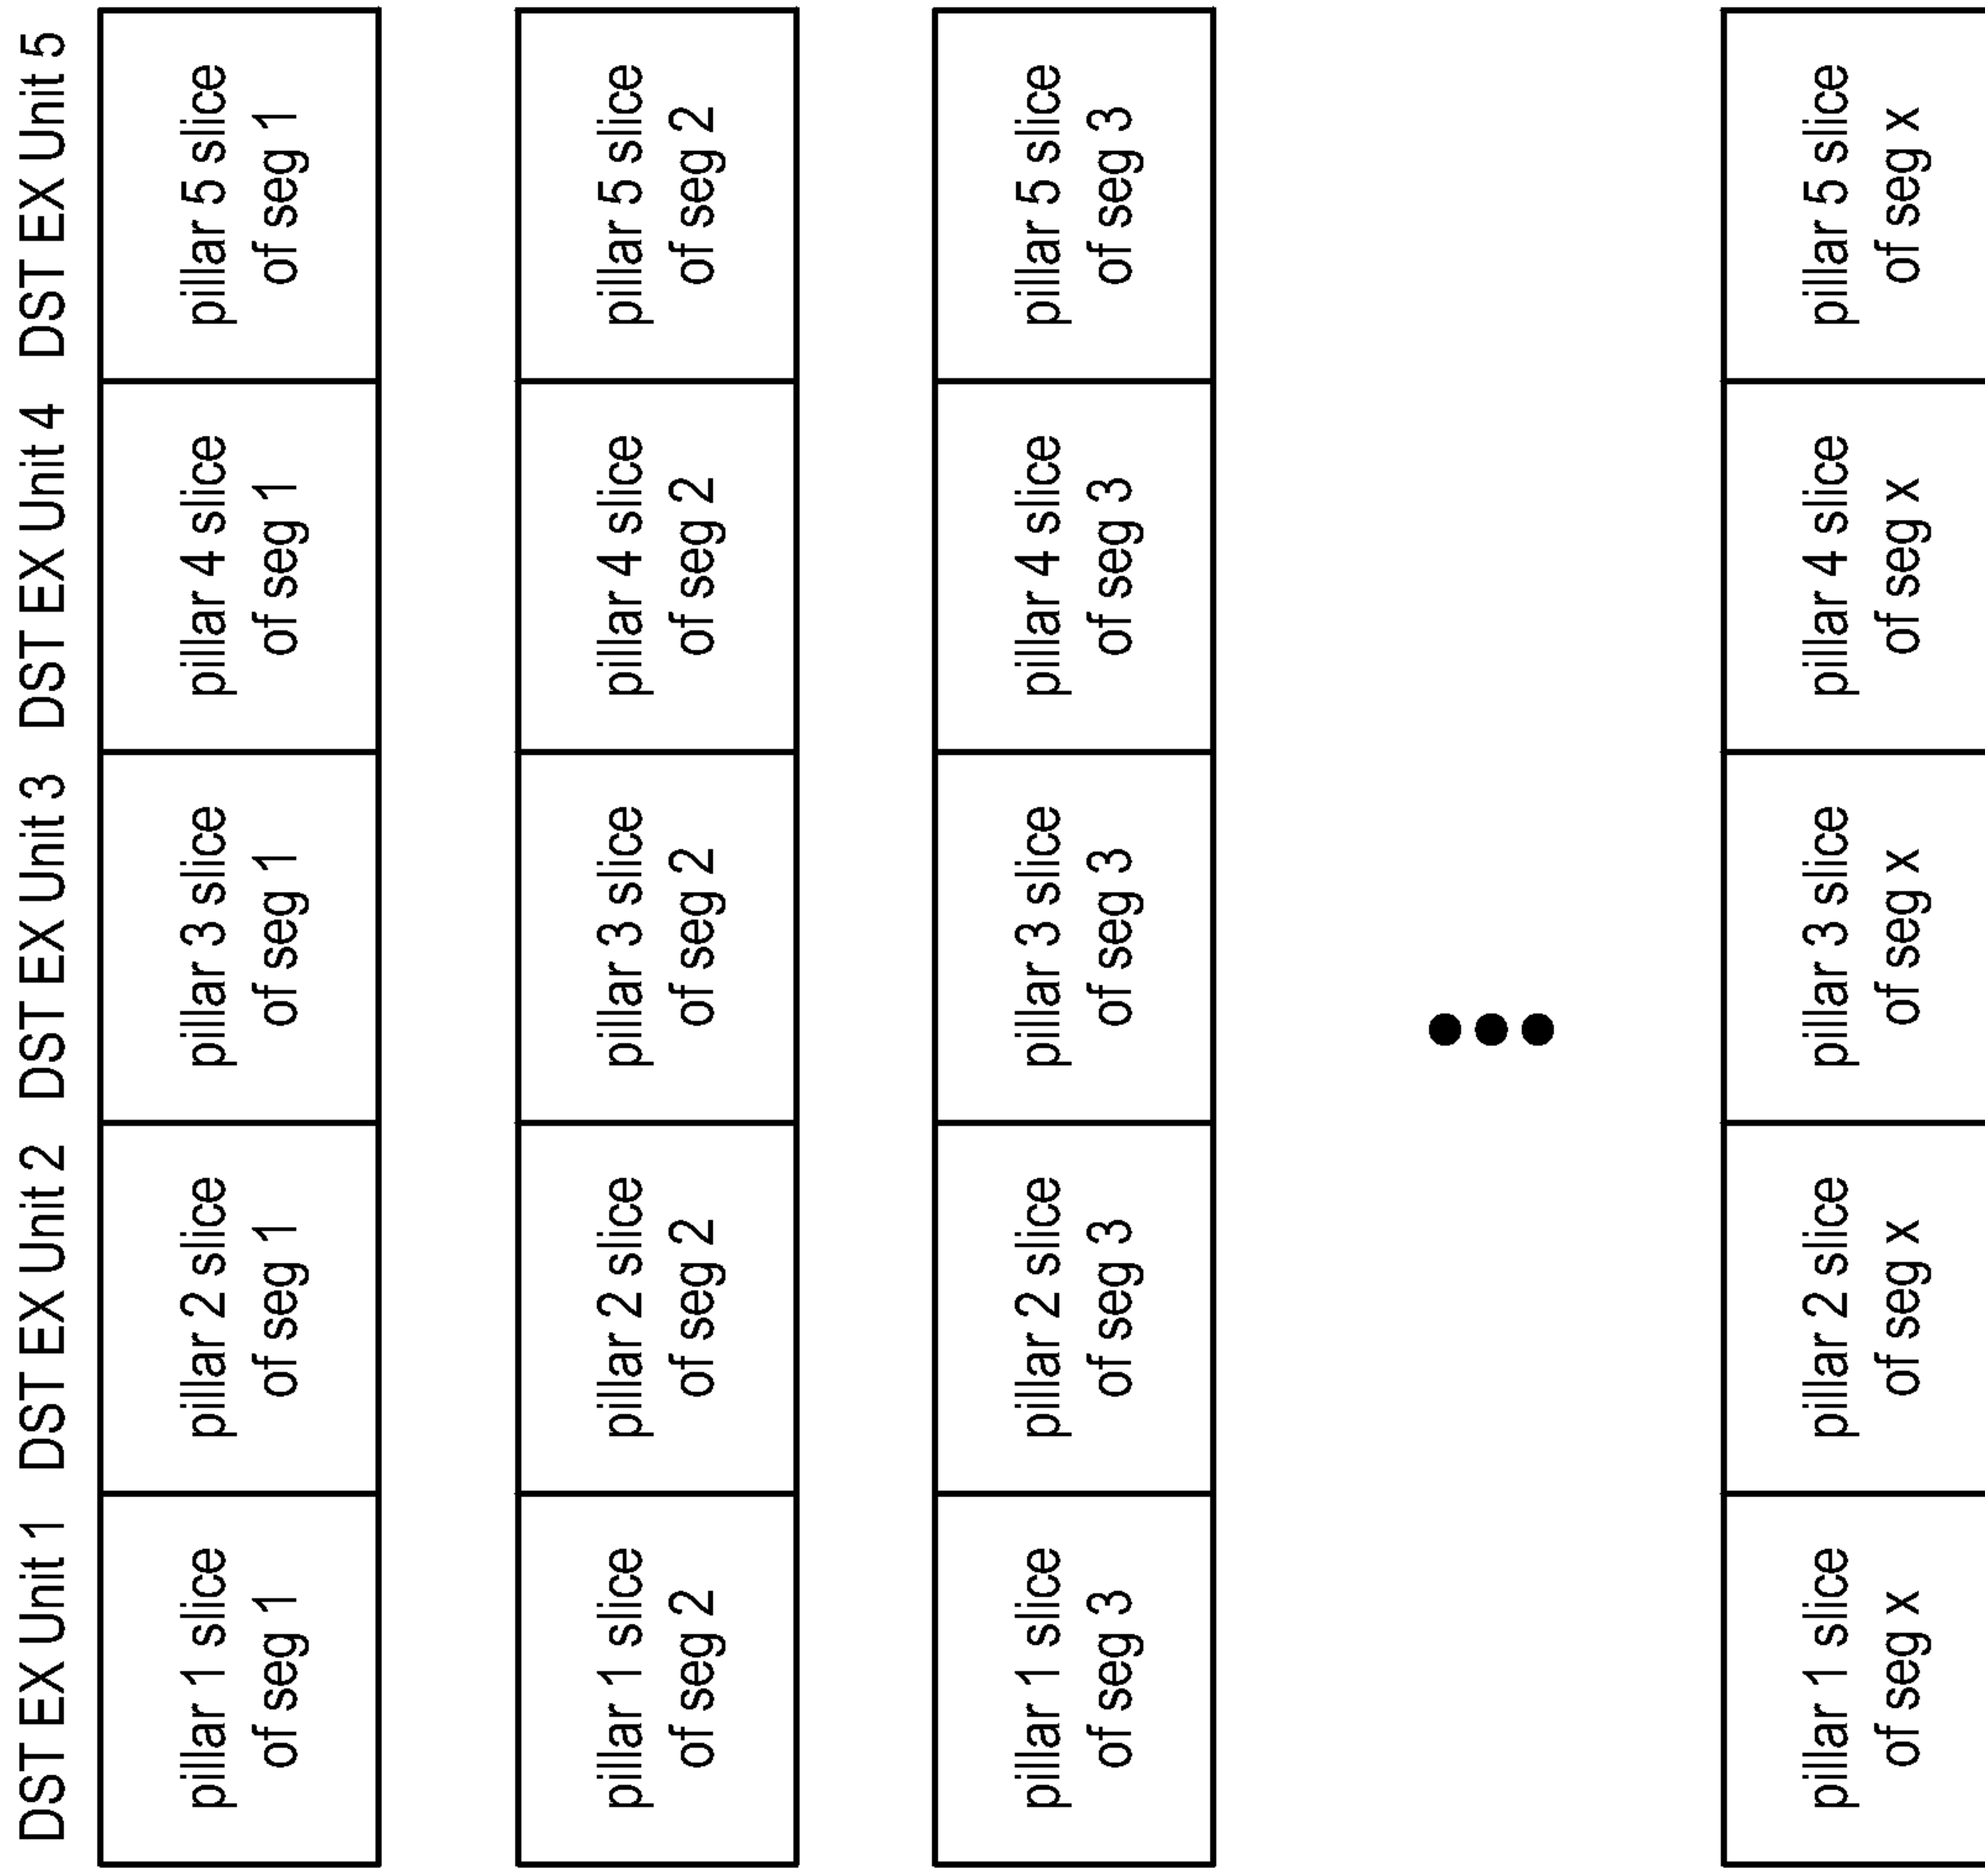 DST EX Unit 1 DST EX Unit 2 DST EX Unit 3 DST EX Unit 4 DST EX Unit 5
pillar 1 slice
of seg 1
pillar 2 slice
of seg 1
pillar 3 slice
of seg 1
pillar 4 slice
of seg 1
pillar 5 slice
of seg 1
pillar 1 slice
of seg 2
pillar 2 slice
of seg 2
pillar 3 slice
of seg 2
pillar 4 slice
of seg 2
pillar 5 slice
of seg 2
pillar 1 slice
of seg 3
pillar 2 slice
of seg 3
pillar 3 slice
of seg 3
pillar 4 slice
of seg 3
pillar 5 slice
of seg 3
pillar 1 slice
of seg x
pillar 2 slice
of seg x
pillar 3 slice
of seg x
pillar 4 slice
of seg x
pillar 5 slice
of seg x